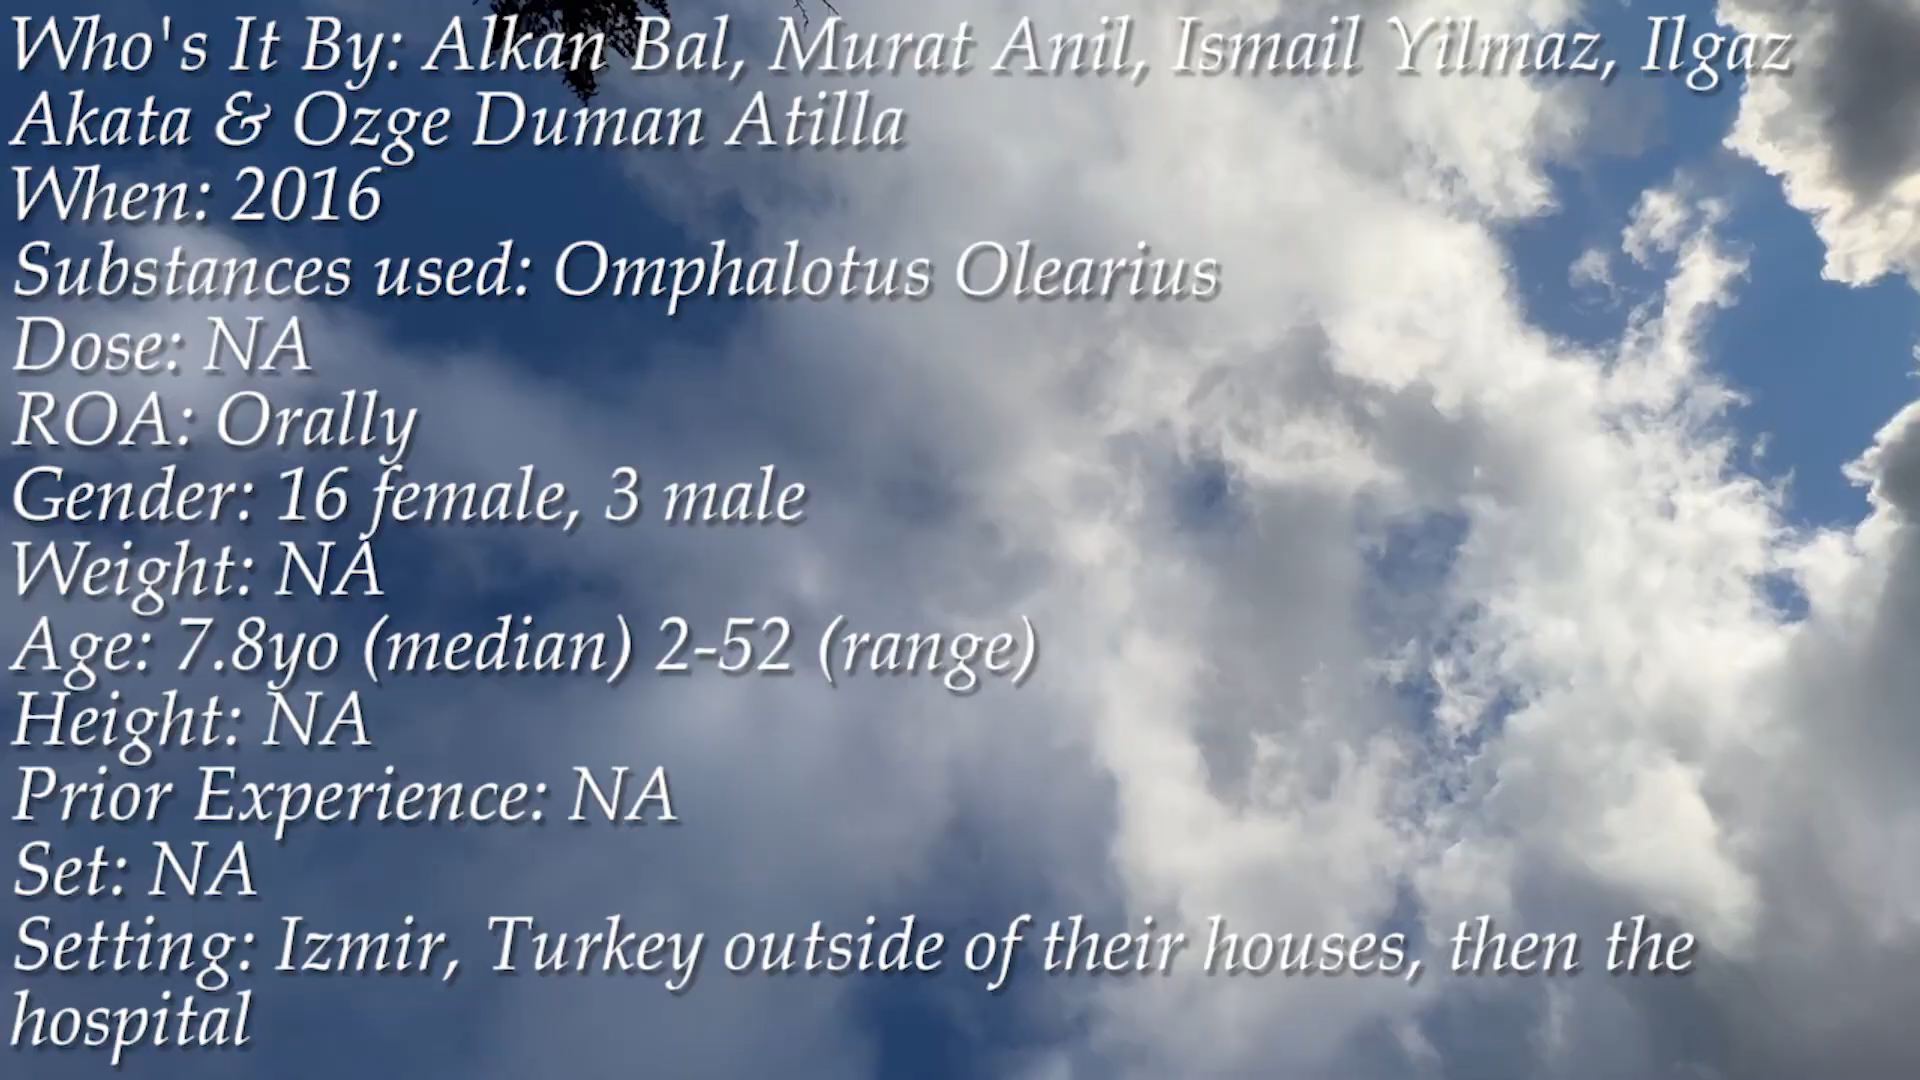 Who's It By: Alkan Bal, Murat Anil, Ismail Yilmaz, Ilgaz
Akata & Ozge Duman Atilla
When: 2016
Substances used: Omphalotus Olearius
Dose: NA
ROA: Orally
Gender: 16 female, 3 male
Weight: NA
Age: 7.8yo (median) 2-52 (range)
Height: NA
Prior Experience: NA
Set: NA
Setting: Izmir, Turkey outside of their houses, then the
hospital